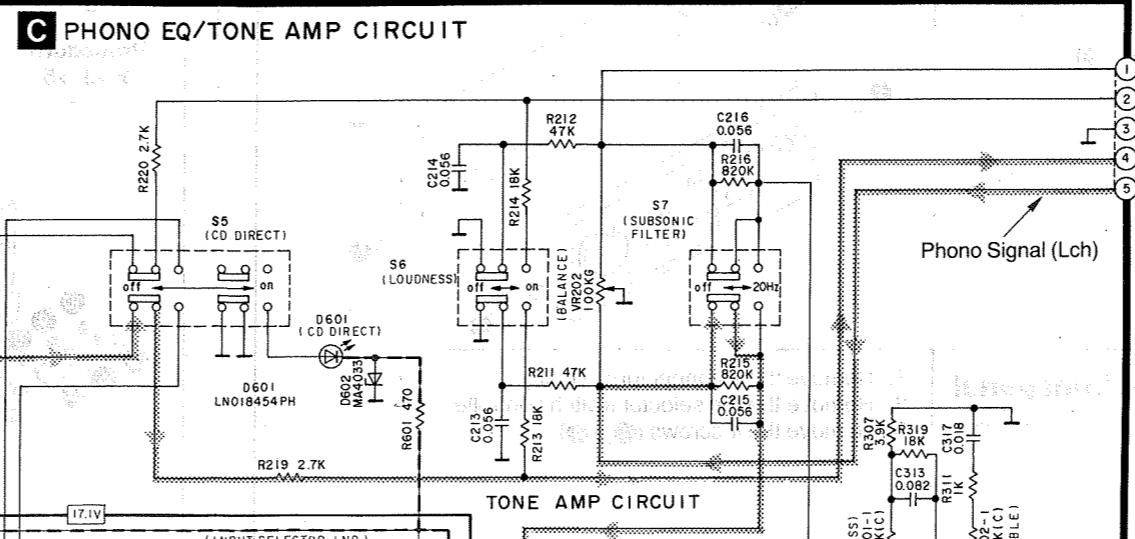 C PHONO EQ/TONE AMP CIRCUIT
1
2
3
4
5
R220 2.7K
R212
47K
C216
0.056
R216
820K
C214
0.056
R214 18K
S5
(CD DIRECT)
S7
(SUBSONIC
FILTER)
Phono Signal (Lch)
S6
(LOUDNESS)
off
on
off
on
(BALANCE)
VR202
100KG
off
20Hz
D601
(CD DIRECT)
D602
MA4033
D601
LN018454PH
R601 470
R211 47K
R215
820K
C215
0.056
C213
0.056
R213 18K
R307
3.9K
R319
18K
C317
0.018
C313
0.082
R311
1K
R219 2.7K
TONE AMP CIRCUIT
17.1V